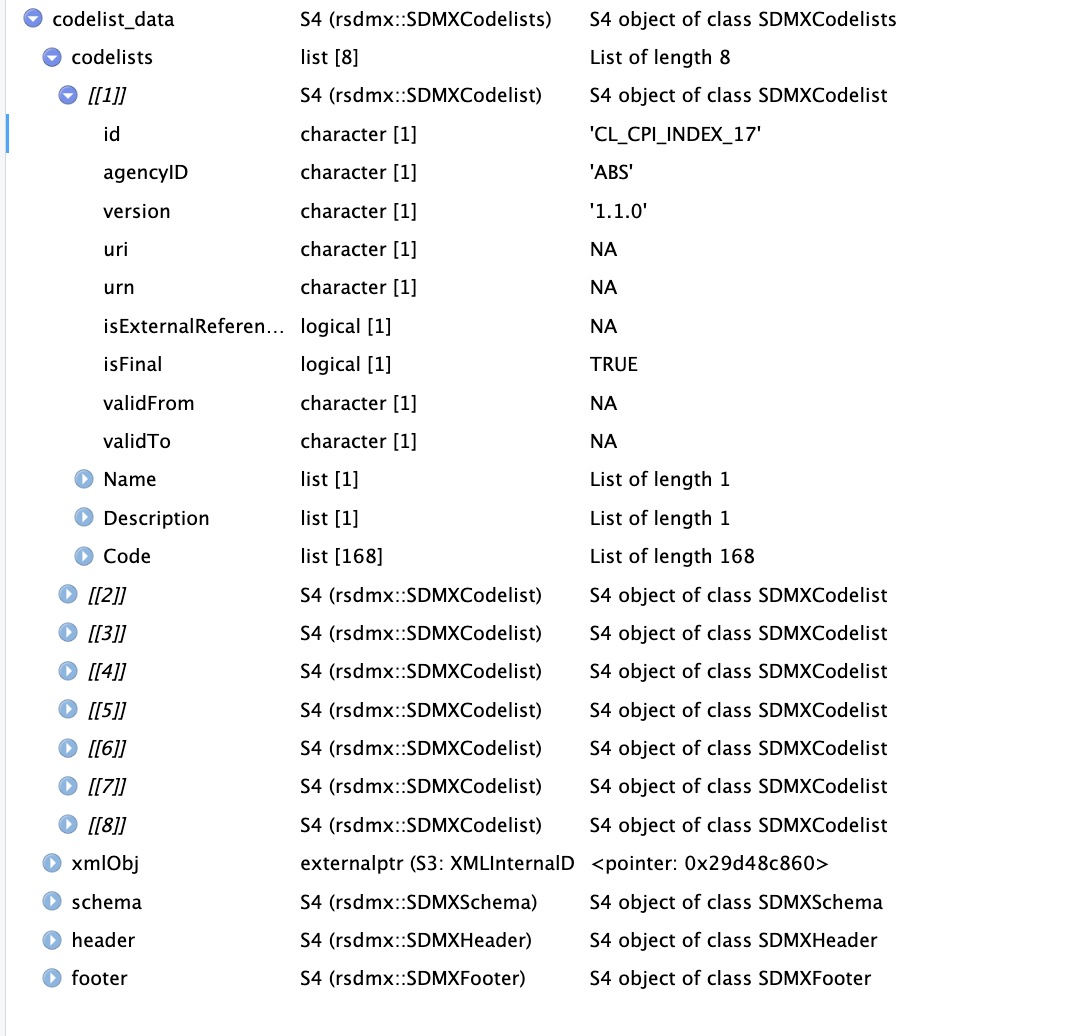 codelist_data S4 (rsdmx::SDMXCodelists) S4 object of class SDMXCodelists
codelists list [8] List of length 8
[[1]] S4 (rsdmx::SDMXCodelist) S4 object of class SDMXCodelist
id character [1] 'CL_CPI_INDEX_17'
agencyID character [1] 'ABS'
version character [1] '1.1.0'
uri character [1] NA
urn character [1] NA
isExternalReferen... logical [1] NA
isFinal logical [1] TRUE
validFrom character [1] NA
validTo character [1] NA
Name list [1] List of length 1
Description list [1] List of length 1
Code list [168] List of length 168
[[2]] S4 (rsdmx::SDMXCodelist) S4 object of class SDMXCodelist
[[3]] S4 (rsdmx::SDMXCodelist) S4 object of class SDMXCodelist
[[4]] S4 (rsdmx::SDMXCodelist) S4 object of class SDMXCodelist
[[5]] S4 (rsdmx::SDMXCodelist) S4 object of class SDMXCodelist
[[6]] S4 (rsdmx::SDMXCodelist) S4 object of class SDMXCodelist
[[7]] S4 (rsdmx::SDMXCodelist) S4 object of class SDMXCodelist
[[8]] S4 (rsdmx::SDMXCodelist) S4 object of class SDMXCodelist
xmlObj externalptr (S3: XMLInternalD <pointer: 0x29d48c860>
schema S4 (rsdmx::SDMXSchema) S4 object of class SDMXSchema
header S4 (rsdmx::SDMXHeader) S4 object of class SDMXHeader
footer S4 (rsdmx::SDMXFooter) S4 object of class SDMXFooter